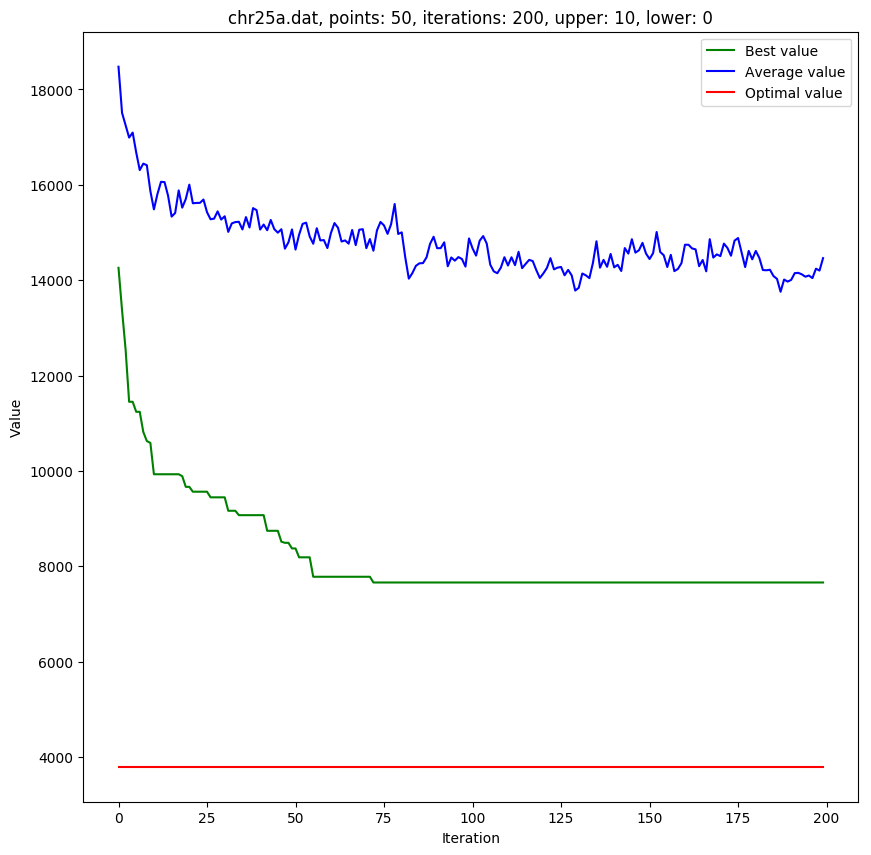 chr25a.dat, points: 50, iterations: 200, upper: 10, lower: 0
Best value
Average value
Optimal value
18000
16000
14000
12000
10000
8000
6000
4000
Value
0 25 50 75 100 125 150 175 200
Iteration